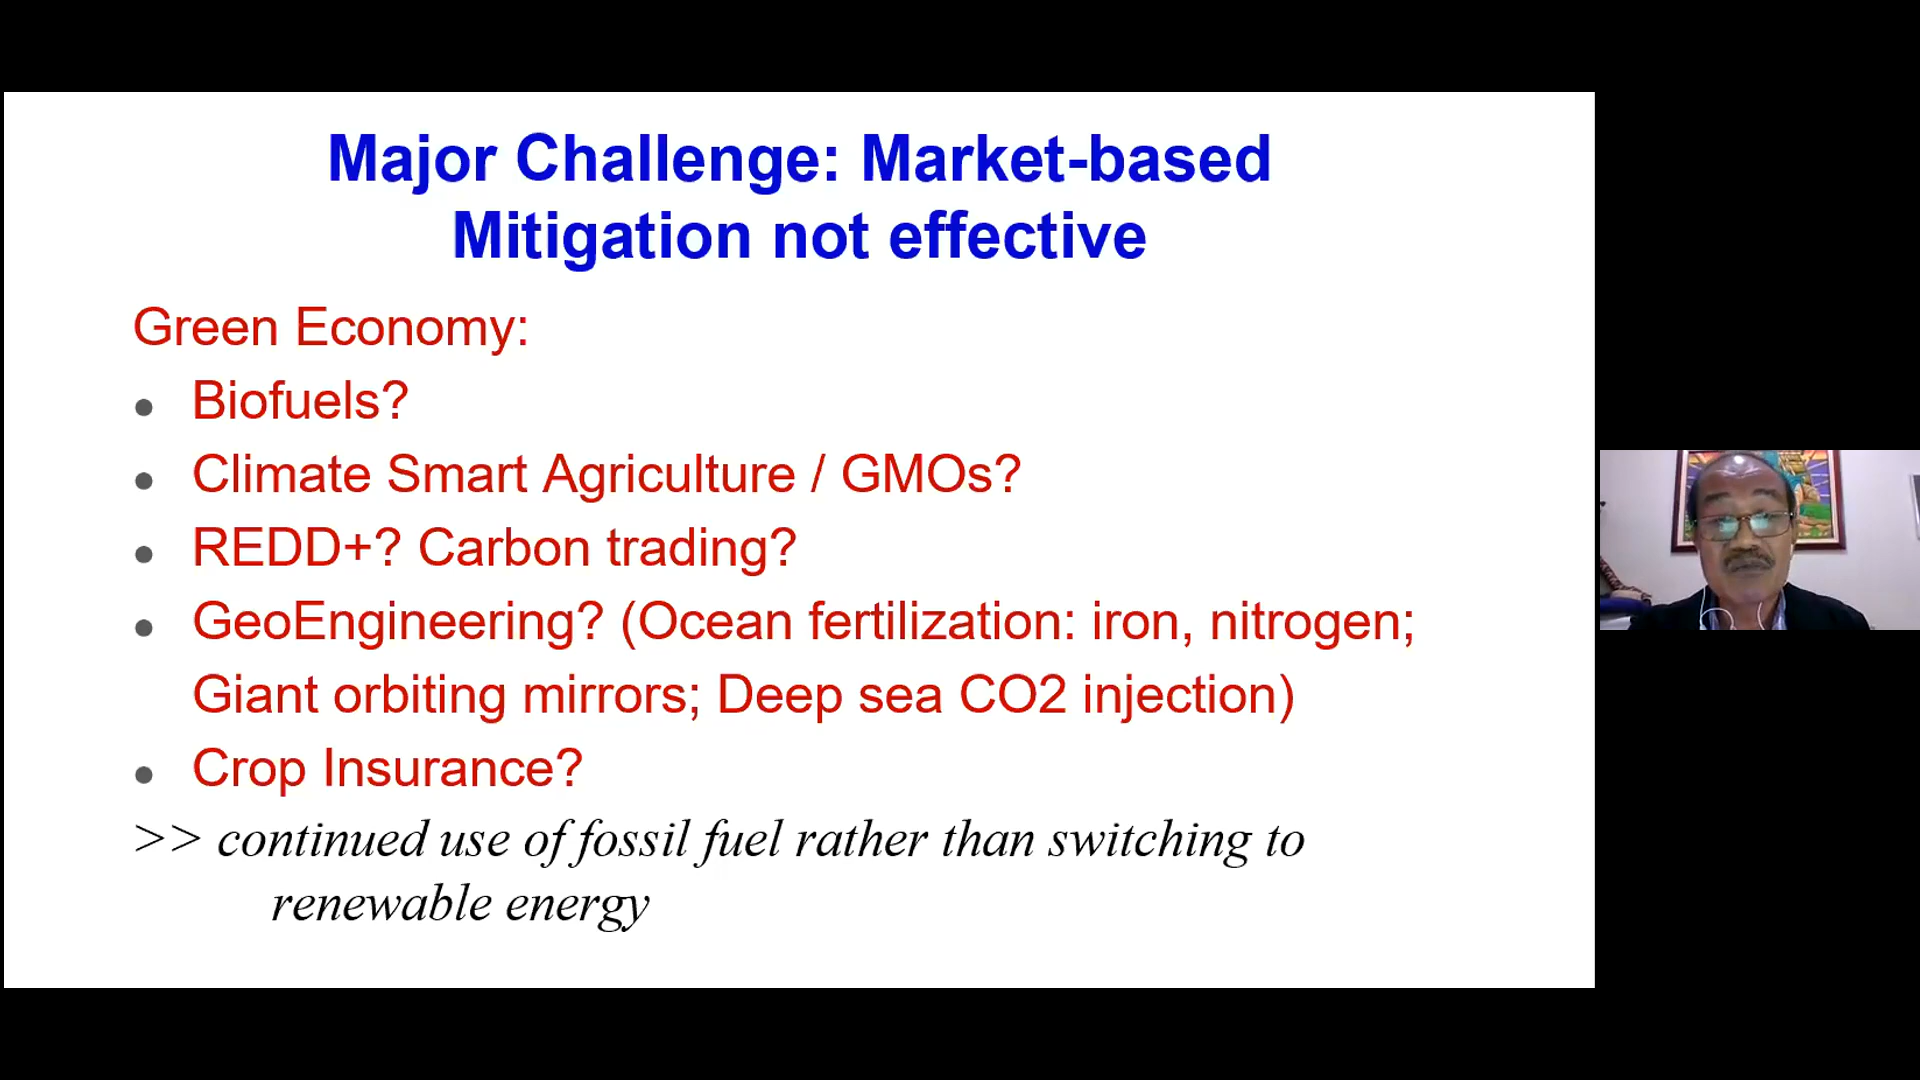 Major Challenge: Market-based
Mitigation not effective
Green Economy:
● Biofuels?
● Climate Smart Agriculture / GMOs?
● REDD+? Carbon trading?
● GeoEngineering? (Ocean fertilization: iron, nitrogen;
Giant orbiting mirrors; Deep sea CO2 injection)
● Crop Insurance?
>> continued use of fossil fuel rather than switching to
renewable energy